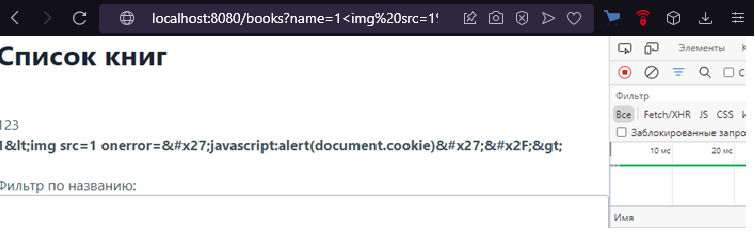 localhost:8080/books?name=1<img%20src=1%
Список книг
Элементы
123
1&lt;img src=1 onerror=&#x27;javascript:alert(document.cookie)&#x27;&#x2F;&gt;
Фильтр по названию:
Фильтр
Все Fetch/XHR JS CSS
Заблокированные запро
10 мс 20 мс
Имя